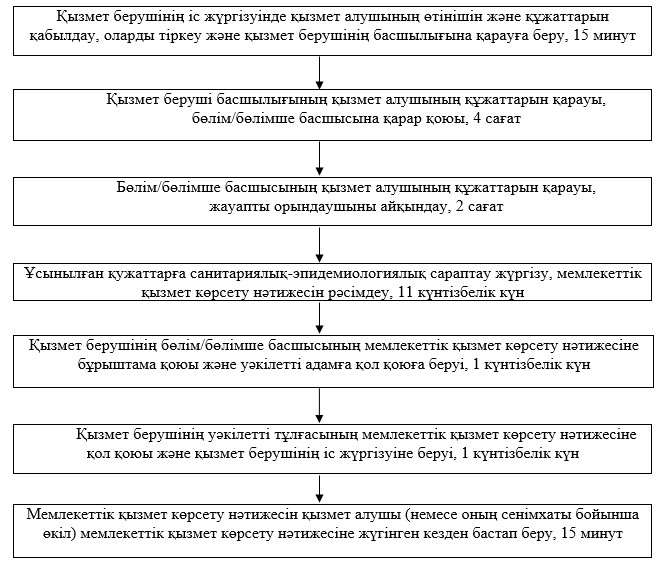 Қызмет берушінің іс жүргізуінде қызмет алушының өтінішін және құжаттарын
қабылдау, оларды тіркеу және қызмет берушінің басшылығына қарауға беру, 15 минут
Қызмет беруші басшылығының қызмет алушының құжаттарын қарауы,
бөлім/бөлімше басшысына қарар қоюы, 4 сағат
Бөлім/бөлімше басшысының қызмет алушының құжаттарын қарауы,
жауапты орындаушыны айқындау, 2 сағат
Ұсынылған қужаттарға санитариялық-эпидемиологиялық сараптау жүргізу, мемлекеттік
қызмет көрсету нәтижесін рәсімдеу, 11 күнтізбелік күн
Қызмет берушінің бөлім/бөлімше басшысының мемлекеттік қызмет көрсету нәтижесіне
бұрыштама қоюы және уәкілетті адамға қол қоюға беруі, 1 күнтізбелік күн
Қызмет берушінің уәкілетті тұлғасының мемлекеттік қызмет көрсету нәтижесіне
қол қоюы және қызмет берушінің іс жүргізуіне беруі, 1 күнтізбелік күн
Мемлекеттік қызмет көрсету нәтижесін қызмет алушы (немесе оның сенімхаты бойынша
өкіл) мемлекеттік қызмет көрсету нәтижесіне жүгінген кезден бастап беру, 15 минут